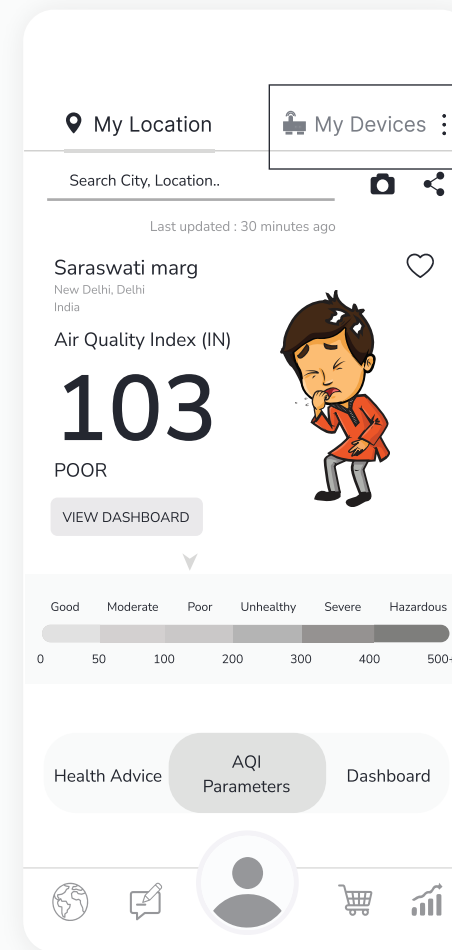 My Location
My Devices
Search City, Location..
Last updated : 30 minutes ago
Saraswati marg
New Delhi, Delhi
India
Air Quality Index (IN)
103
POOR
VIEW DASHBOARD
Good Moderate Poor Unhealthy Severe Hazardous
0 50 100 200 300 400 500+
Health Advice
AQI
Parameters
Dashboard